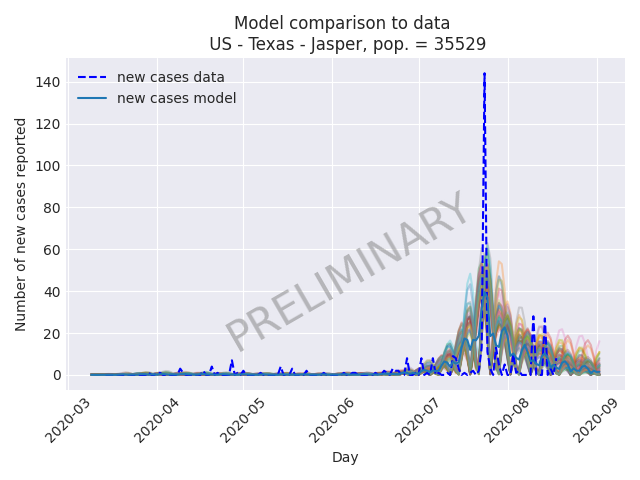 Model comparison to data
US - Texas - Jasper, pop. = 35529
new cases data
new cases model
Number of new cases reported
140
120
100
80
60
40
20
0
PRELIMINARY
2020-03
2020-04
2020-05
2020-06
2020-07
2020-08
2020-09
Day